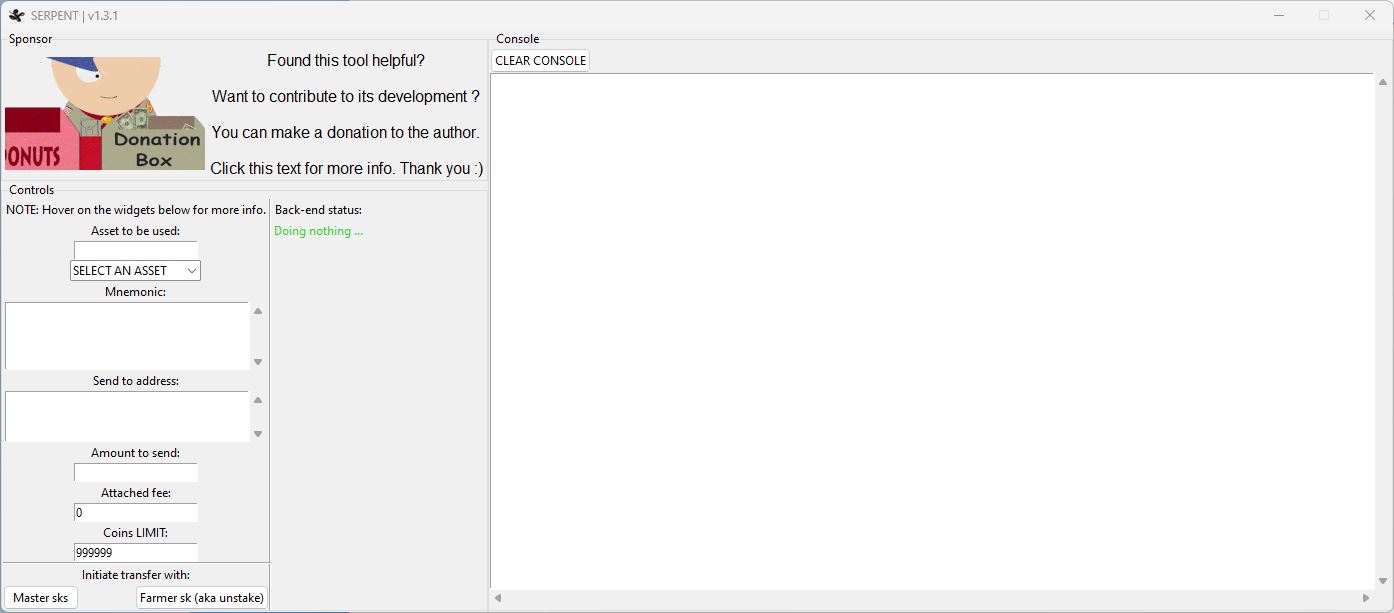 SERPENT | v1.3.1
Sponsor
DONUTS
Donation
Box
Found this tool helpful?
Want to contribute to its development ?
You can make a donation to the author.
Click this text for more info. Thank you :)
Controls
NOTE: Hover on the widgets below for more info.
Asset to be used:
SELECT AN ASSET
Mnemonic:
Send to address:
Amount to send:
Attached fee:
0
Coins LIMIT:
999999
Initiate transfer with:
Master sks
Farmer sk (aka unstake)
Back-end status:
Doing nothing ...
Console
CLEAR CONSOLE